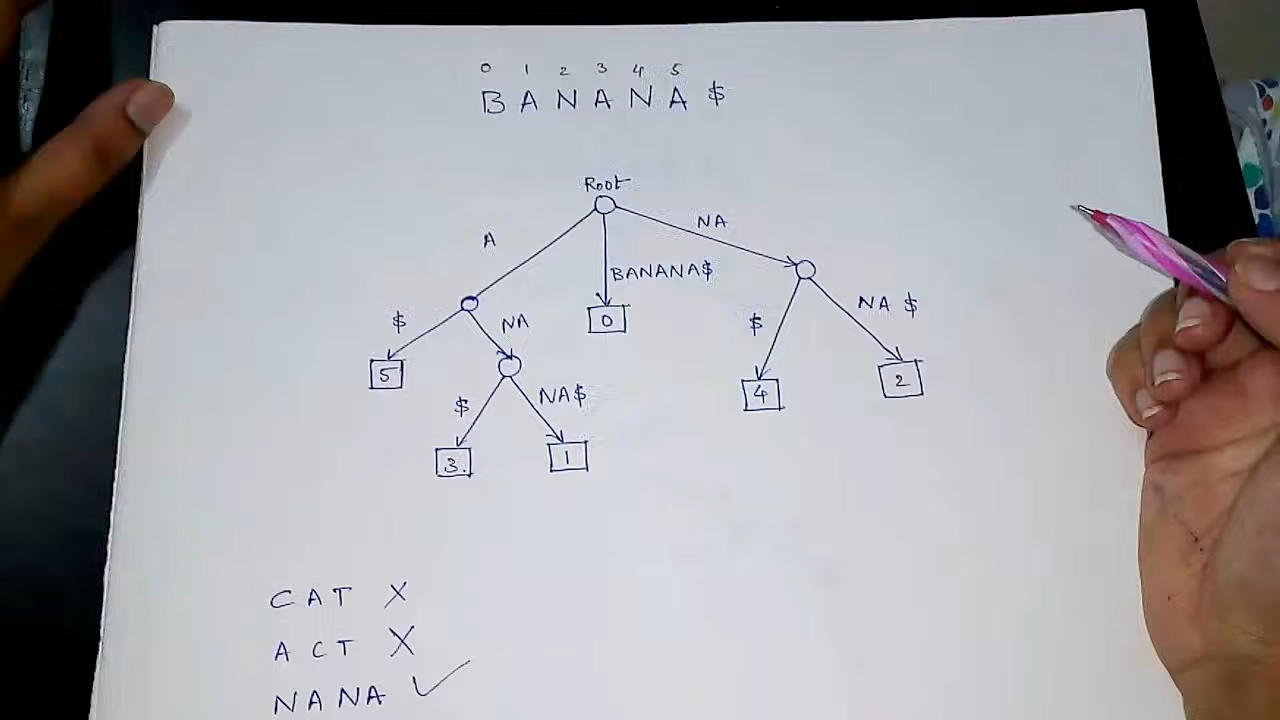 0 1 2 3 4 5
B A N A N A $
Root
A
NA
BANANA$
$
NA
0
$
NA $
5
$
NA$
4
2
3.
1
CAT X
ACT X
NANA ✓